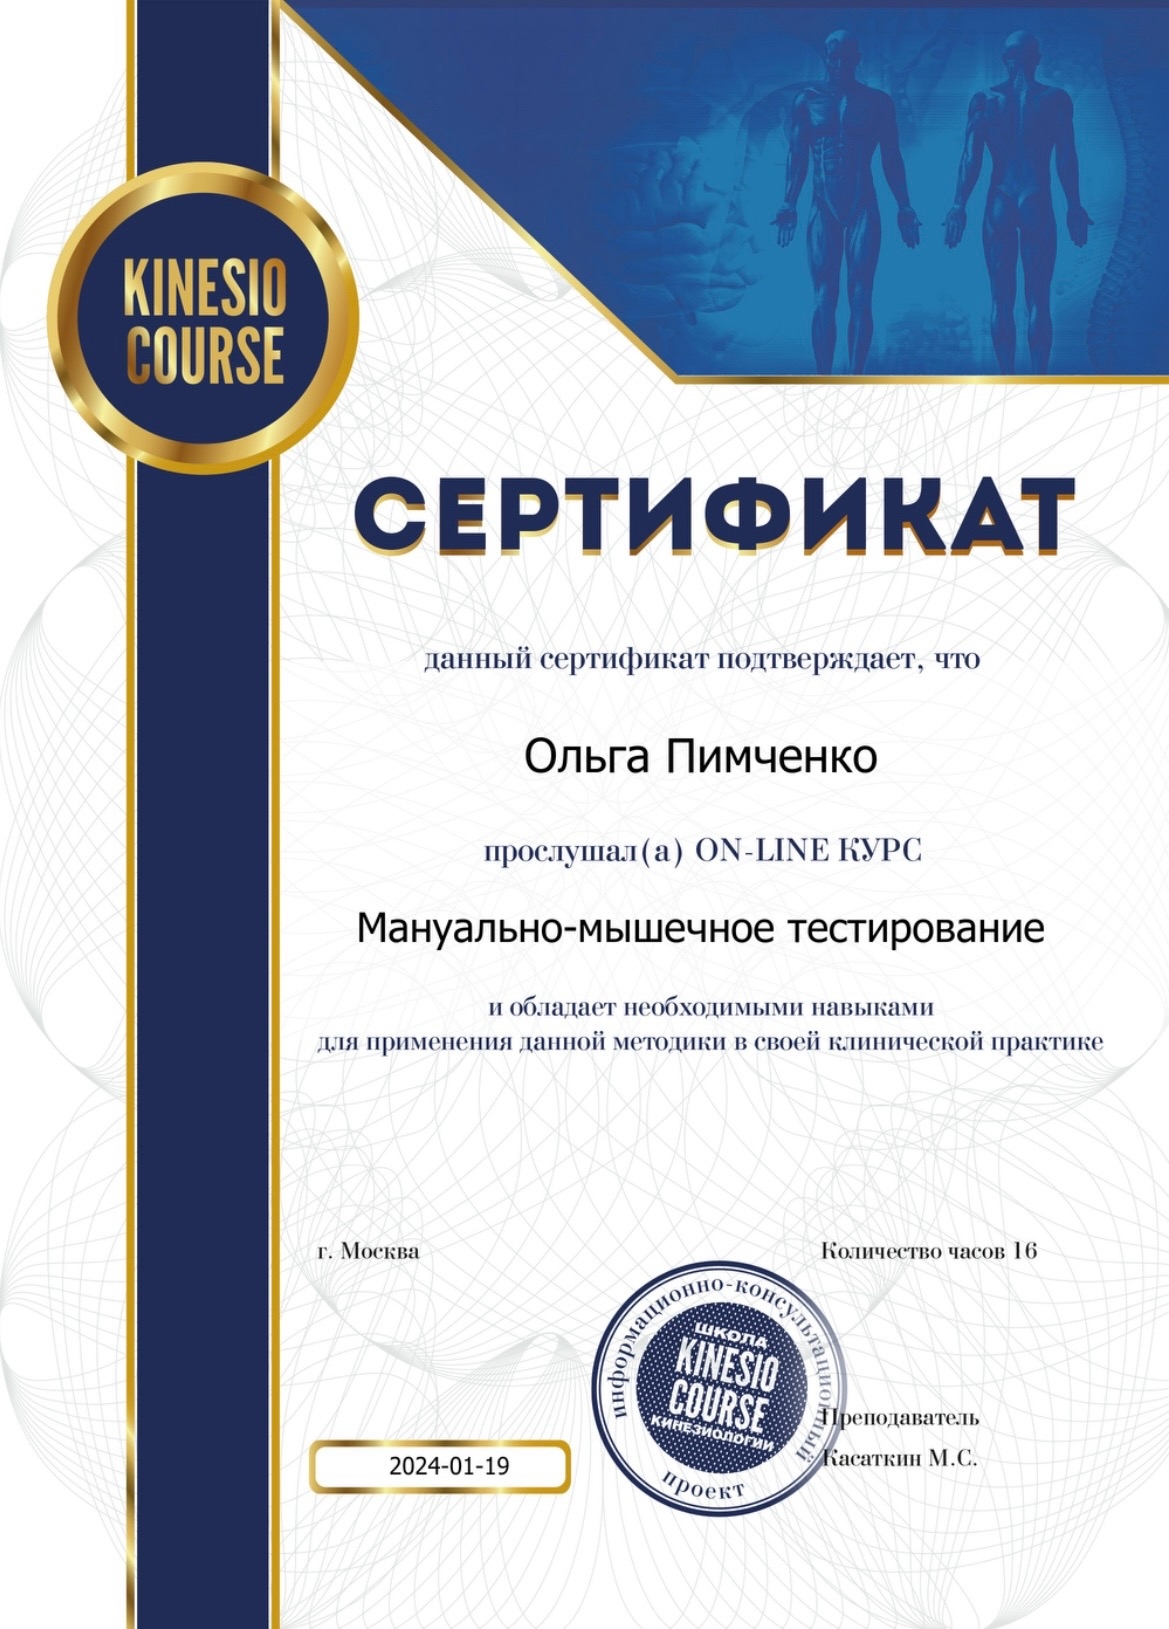 KINESIO
COURSE
СЕРТИФИКАТ
данный сертификат подтверждает, что
Ольга Пимченко
прослушал(а) ON-LINE КУРС
Мануально-мышечное тестирование
и обладает необходимыми навыками
для применения данной методики в своей клинической практике
г. Москва
Количество часов 16
информационно-консультационный
ШКОЛА
KINESIO
COURSE
КИНЕЗИОЛОГИИ
проект
Преподаватель
Касаткин М.С.
2024-01-19